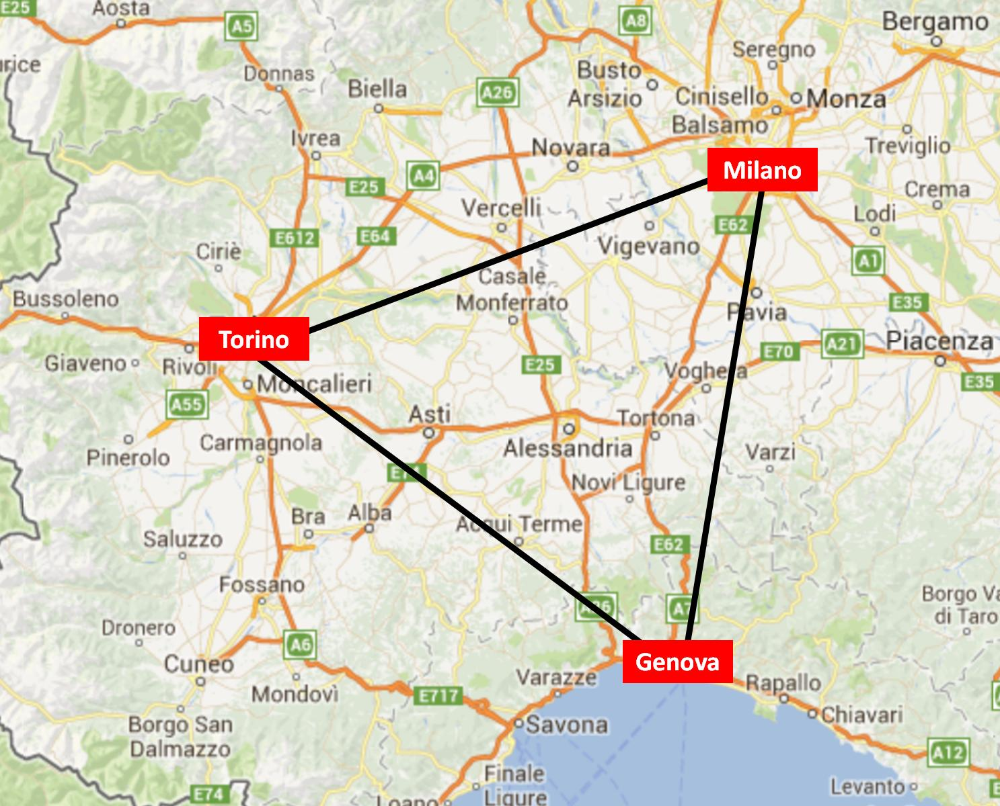 E25
Aosta
A5
A8
Bergamo
Seregno
urice
Donnas
Biella
A26
Busto
Arsizio
Cinisello
Balsamo
Monza
Ivrea
Novara
Treviglio
A4
E25
Milano
Crema
Vercelli
Lodi
E62
E612
E64
Ciriè
Vigevano
A1
Casale
Monferrato
Bussoleno
Pavia
E35
Torino
A21
Piacenza
E70
Giaveno
Rivoli
E25
Voghera
E35
Moncalieri
A55
Asti
Tortona
Carmagnola
Alessandria
Pinerolo
Varzi
Novi Ligure
Bra
Alba
Acqui Terme
Saluzzo
E62
Fossano
Borgo Va
di Taro
A26
A7
Dronero
A6
Cuneo
Genova
Varazze
Rapallo
Mondovì
E717
Chiavari
Savona
Borgo San
Dalmazzo
A12
Finale
Ligure
Levanto
E74
Loano